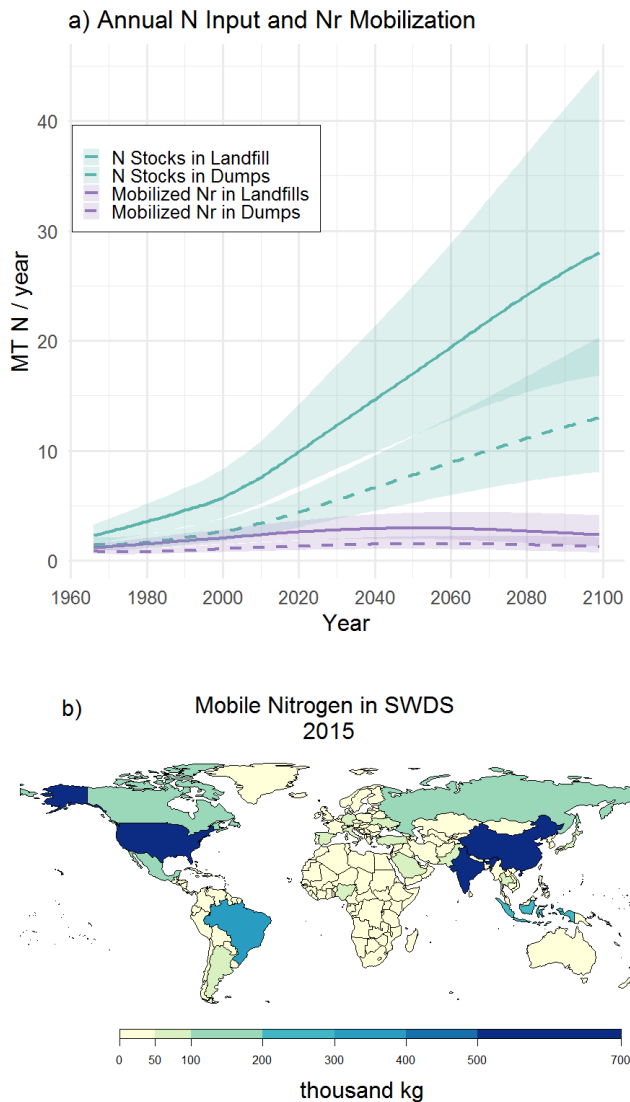 a) Annual N Input and Nr Mobilization
MT N / year
40
30
20
10
0
N Stocks in Landfill
N Stocks in Dumps
Mobilized Nr in Landfills
Mobilized Nr in Dumps
1960 1980 2000 2020 2040 2060 2080 2100
Year
b) Mobile Nitrogen in SWDS
2015
0 50 100 200 300 400 500 700
thousand kg